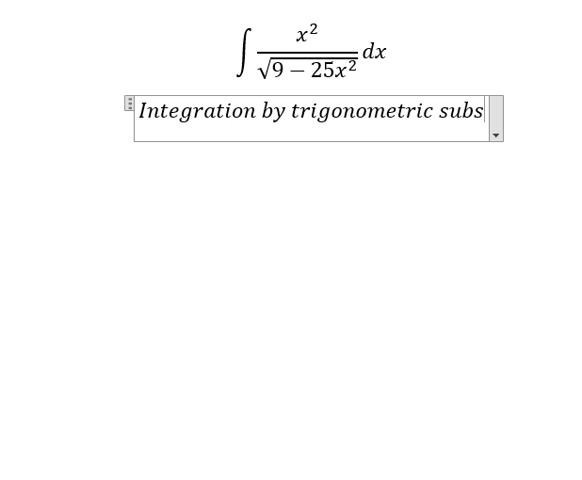 ∫ x²/√(9 − 25x²) dx
Integration by trigonometric subs